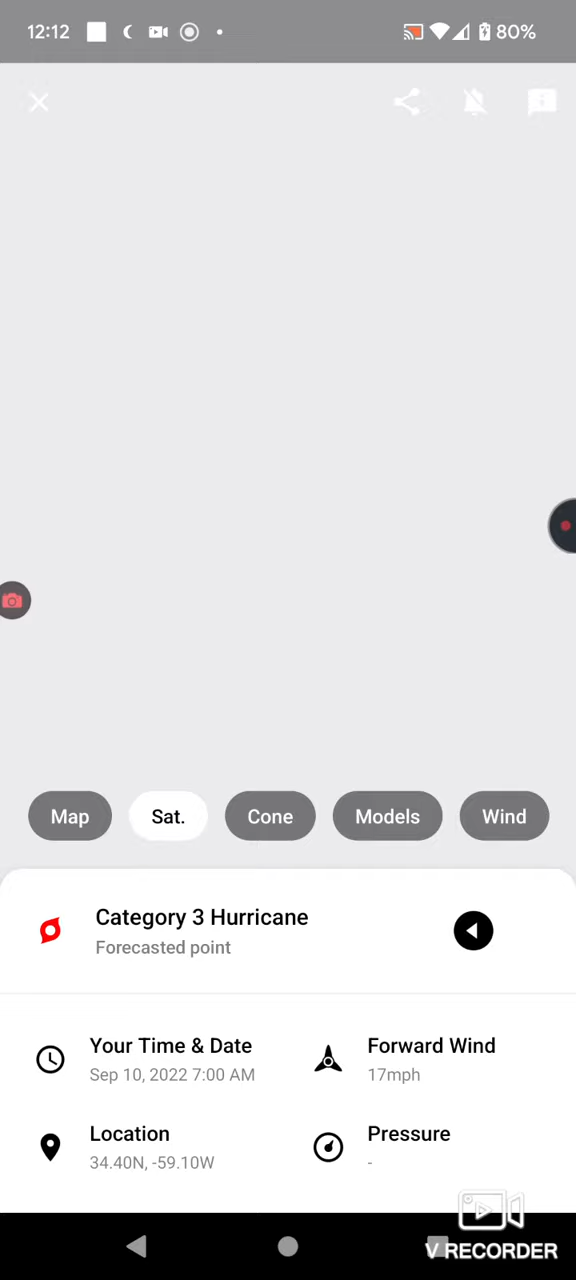 12:12
80%
Map Sat. Cone Models Wind
Category 3 Hurricane
Forecasted point
Your Time & Date
Sep 10, 2022 7:00 AM
Forward Wind
17mph
Location
34.40N, -59.10W
Pressure
-
V RECORDER